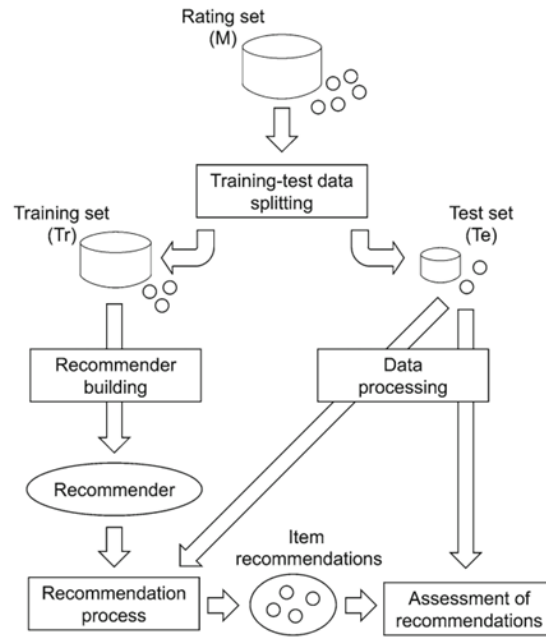 Rating set
(M)
Training-test data
splitting
Training set
(Tr)
Test set
(Te)
Recommender
building
Data
processing
Recommender
Item
recommendations
Recommendation
process
Assessment of
recommendations